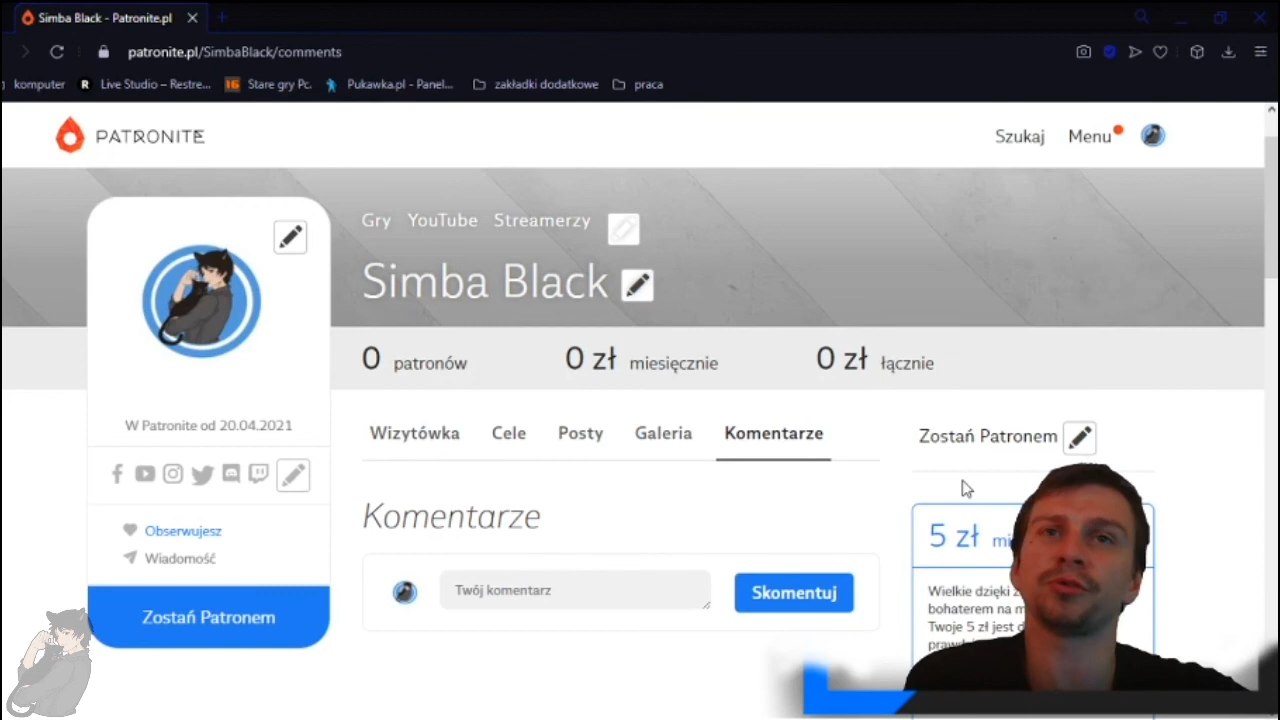 Simba Black - Patronite.pl
patronite.pl/SimbaBlack/comments
komputer
R Live Studio – Restre...
Stare gry Pc.
Pukawka.pl - Panel...
zakładki dodatkowe
praca
PATRONITE
Szukaj Menu
Gry YouTube Streamerzy
Simba Black
0 patronów 0 zł miesięcznie 0 zł łącznie
W Patronite od 20.04.2021
Obserwujesz
Wiadomość
Zostań Patronem
Wizytówka Cele Posty Galeria Komentarze
Komentarze
Twój komentarz
Skomentuj
Zostań Patronem
5 zł
Wielkie dzięki
bohaterem na
Twoje 5 zł jest